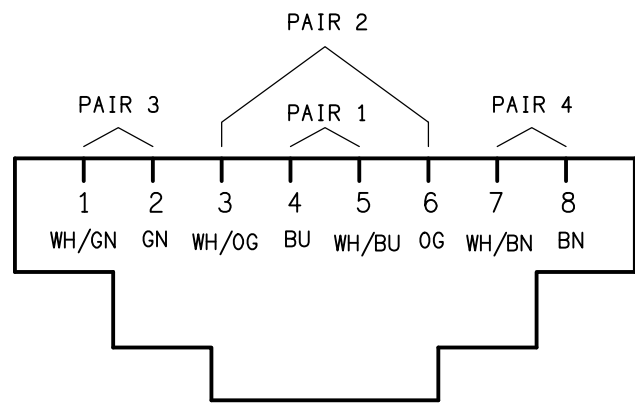 PAIR 2
PAIR 3 PAIR 1 PAIR 4
1 2 3 4 5 6 7 8
WH/GN GN WH/OG BU WH/BU OG WH/BN BN